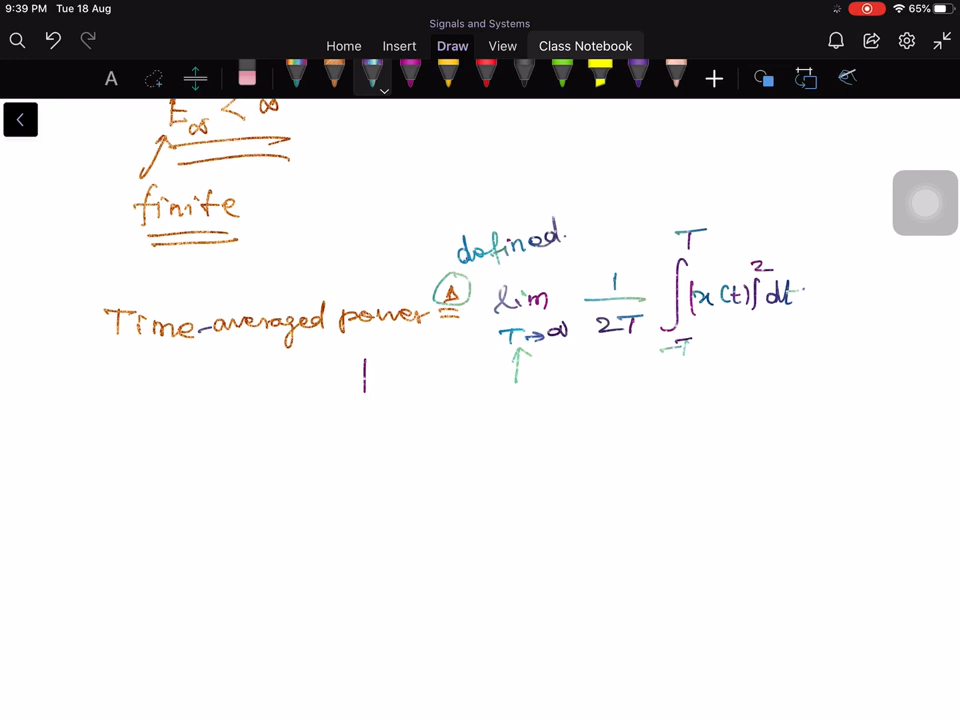 9:39 PM Tue 18 Aug
65%
Signals and Systems
Home Insert Draw View Class Notebook
A
E∞ < ∞
finite
defined.
Time-averaged power ≜ lim T→∞ 1/2T ∫_{-T}^{T} |x(t)|² dt.